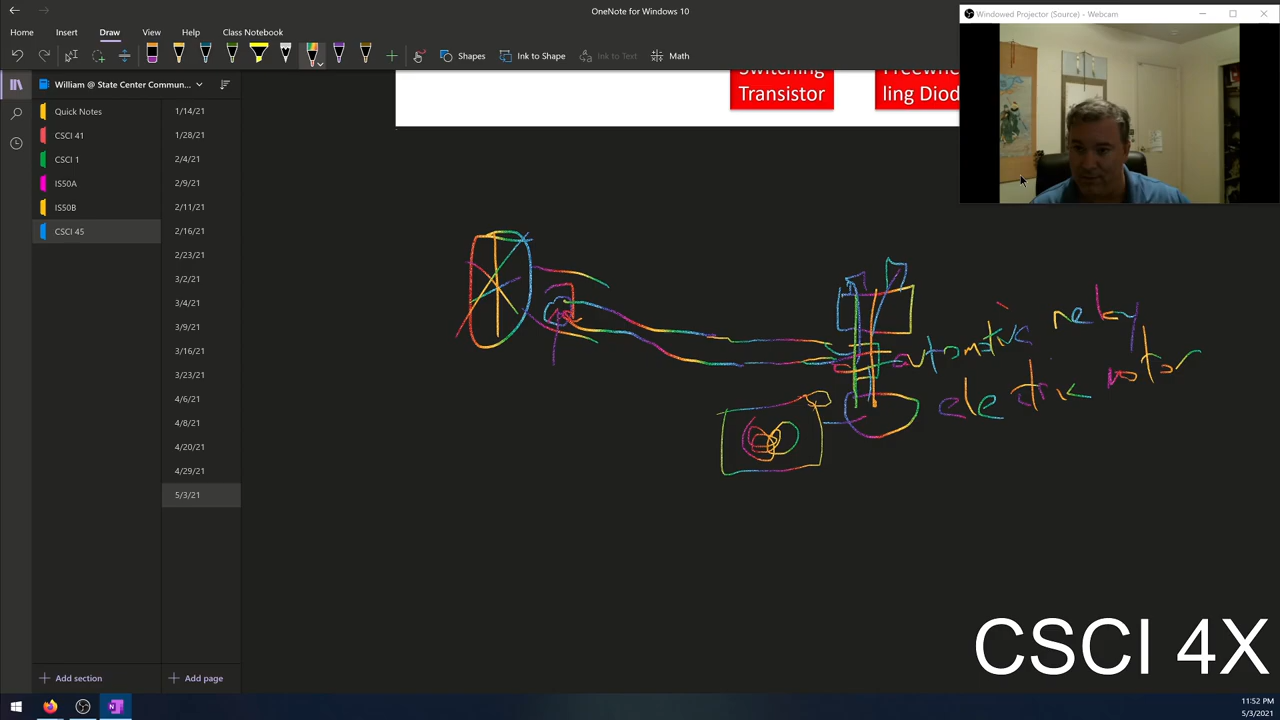 OneNote for Windows 10
Windowed Projector (Source) - Webcam
Home Insert Draw View Help Class Notebook
Shapes Ink to Shape Ink to Text Math
William @ State Center Commun...
Quick Notes
CSCI 41
CSCI 1
IS50A
IS50B
CSCI 45
1/14/21
1/28/21
2/4/21
2/9/21
2/11/21
2/16/21
2/23/21
3/2/21
3/4/21
3/9/21
3/16/21
3/23/21
4/6/21
4/8/21
4/20/21
4/29/21
5/3/21
Switching
Transistor
Freewhe
ling Diod
automotive relay
electric motor
CSCI 4X
Add section
Add page
11:52 PM
5/3/2021